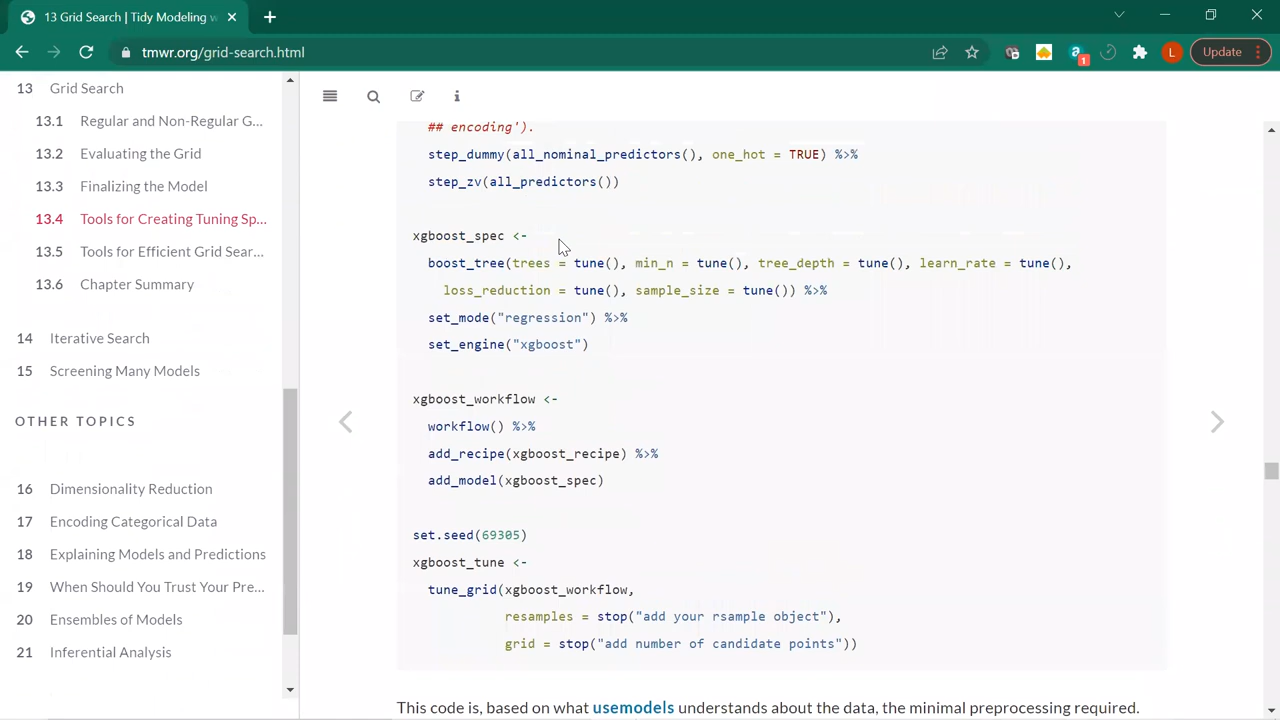 13 Grid Search | Tidy Modeling w
tmwr.org/grid-search.html
1
L
Update
13 Grid Search
13.1 Regular and Non-Regular G...
13.2 Evaluating the Grid
13.3 Finalizing the Model
13.4 Tools for Creating Tuning Sp...
13.5 Tools for Efficient Grid Sear...
13.6 Chapter Summary
14 Iterative Search
15 Screening Many Models
OTHER TOPICS
16 Dimensionality Reduction
17 Encoding Categorical Data
18 Explaining Models and Predictions
19 When Should You Trust Your Pre...
20 Ensembles of Models
21 Inferential Analysis
## encoding').
step_dummy(all_nominal_predictors(), one_hot = TRUE) %>%
step_zv(all_predictors())
xgboost_spec <-
boost_tree(trees = tune(), min_n = tune(), tree_depth = tune(), learn_rate = tune(),
loss_reduction = tune(), sample_size = tune()) %>%
set_mode("regression") %>%
set_engine("xgboost")
xgboost_workflow <-
workflow() %>%
add_recipe(xgboost_recipe) %>%
add_model(xgboost_spec)
set.seed(69305)
xgboost_tune <-
tune_grid(xgboost_workflow,
resamples = stop("add your rsample object"),
grid = stop("add number of candidate points"))
This code is, based on what usemodels understands about the data, the minimal preprocessing required.